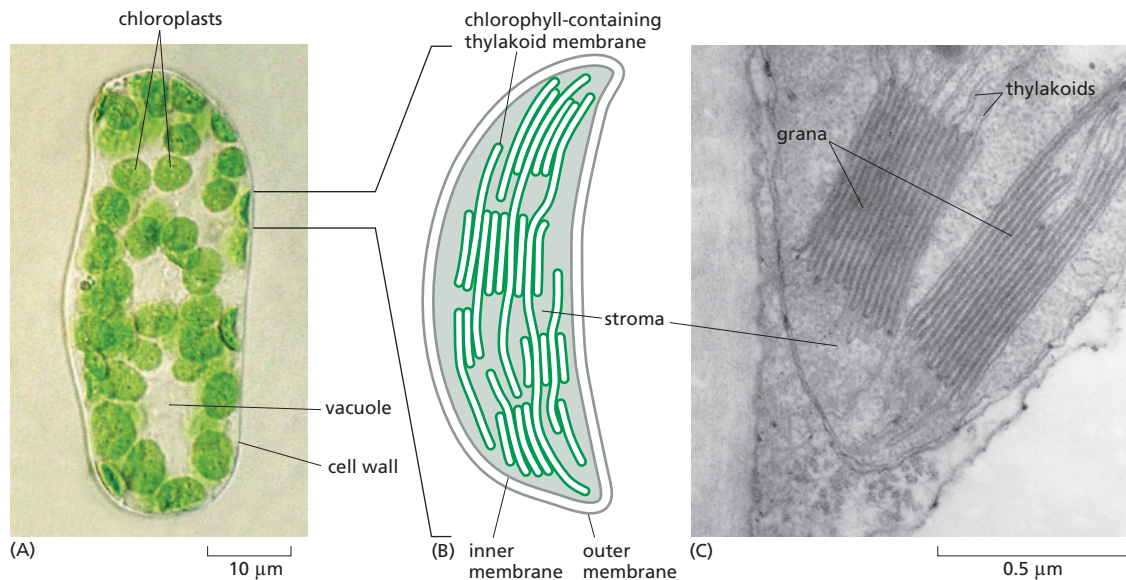 chloroplasts
chlorophyll-containing
thylakoid membrane
thylakoids
grana
stroma
vacuole
cell wall
(A)
10 μm
(B)
inner
membrane
outer
membrane
(C)
0.5 μm